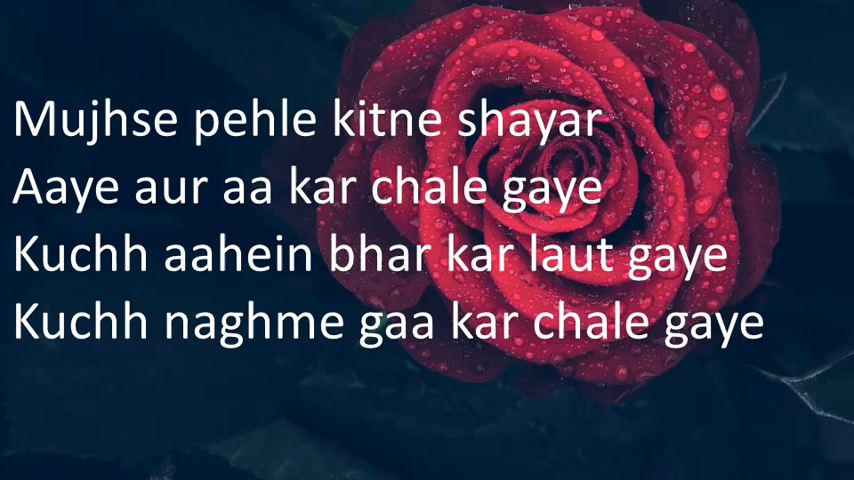 Mujhse pehle kitne shayar
Aaye aur aa kar chale gaye
Kuchh aahein bhar kar laut gaye
Kuchh naghme gaa kar chale gaye